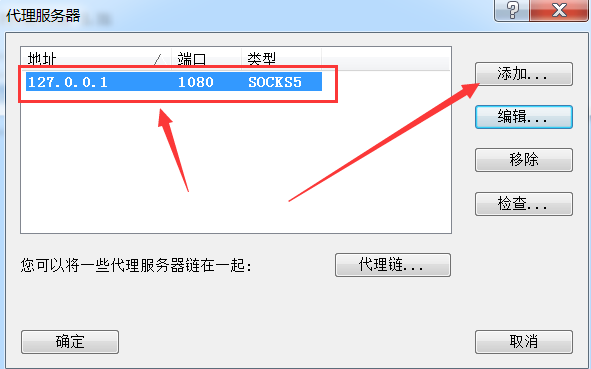 代理服务器
地址 / 端口 类型
127.0.0.1 1080 SOCKS5
添加...
编辑...
移除
检查...
您可以将一些代理服务器链在一起：
代理链...
确定
取消